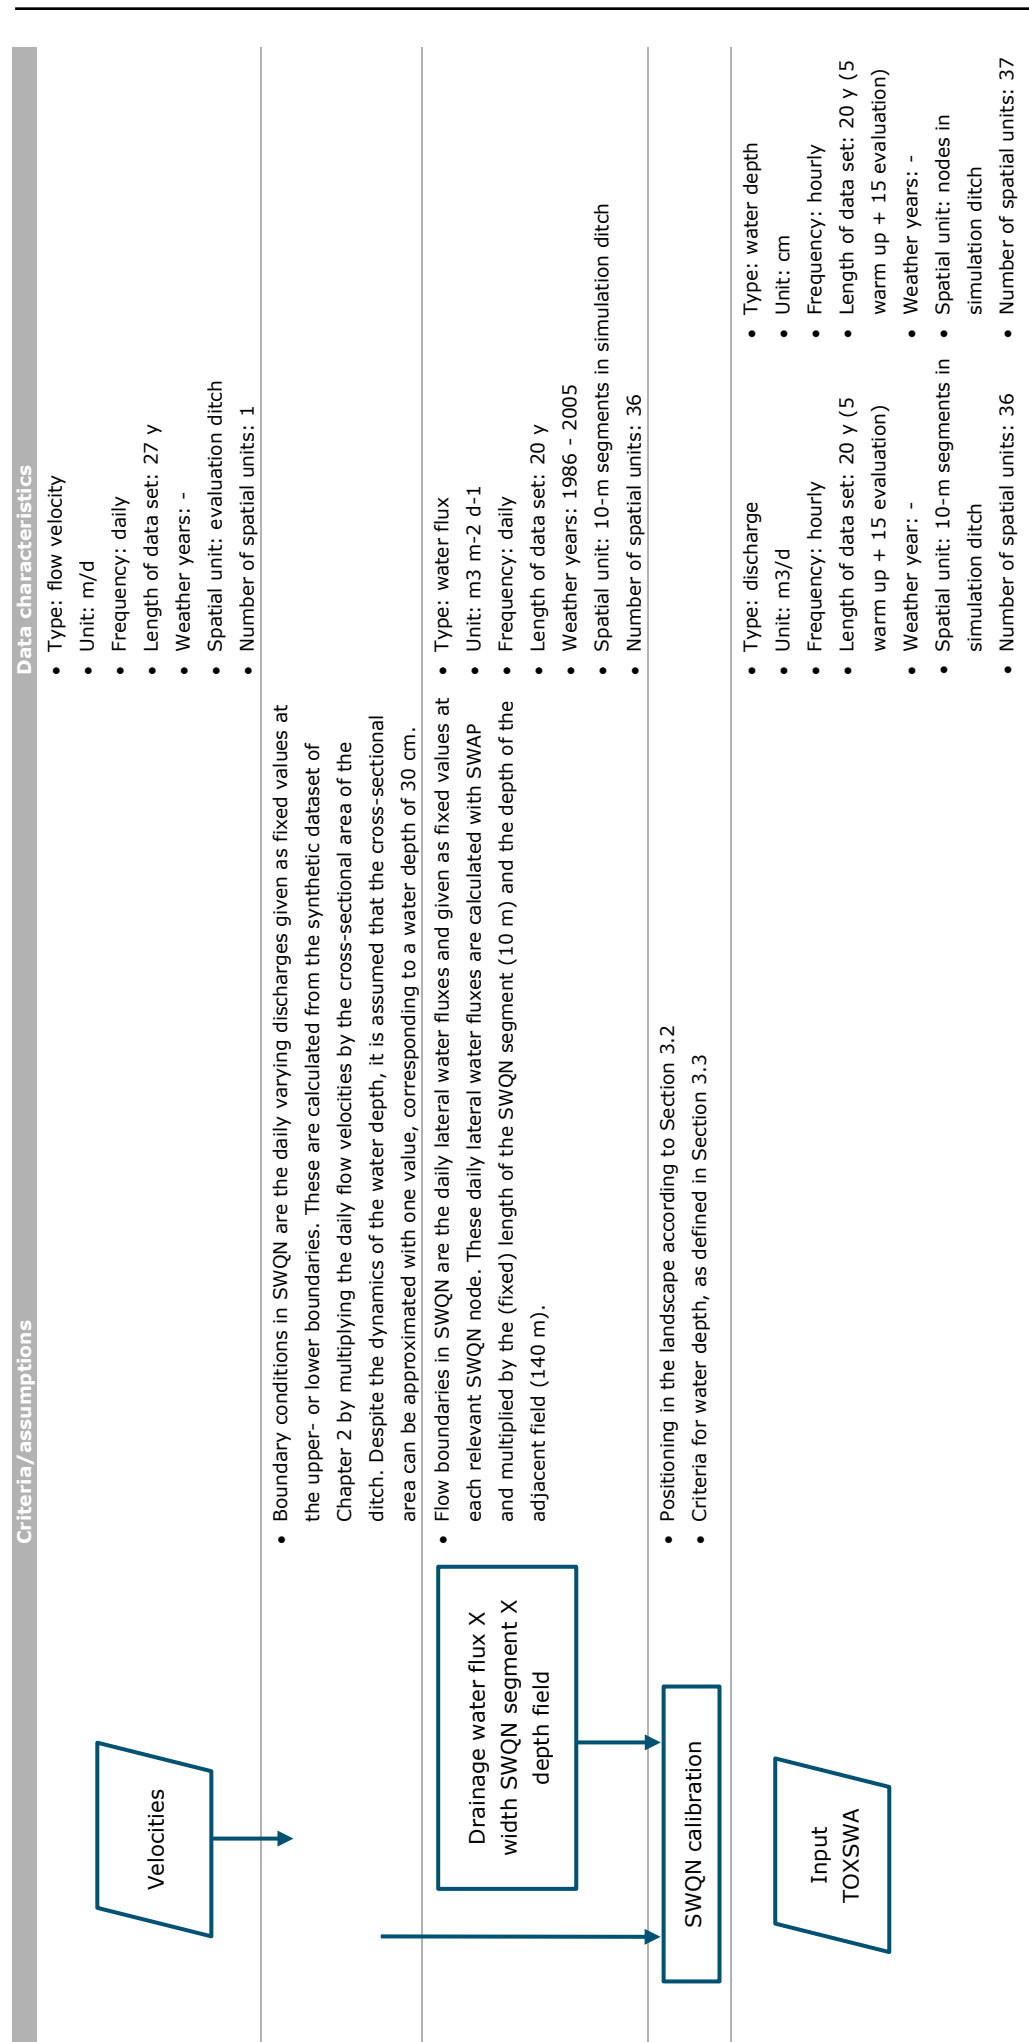 Criteria/assumptions
Data characteristics
Velocities
• Type: flow velocity
• Unit: m/d
• Frequency: daily
• Length of data set: 27 y
• Weather years: -
• Spatial unit: evaluation ditch
• Number of spatial units: 1
• Boundary conditions in SWQN are the daily varying discharges given as fixed values at
the upper- or lower boundaries. These are calculated from the synthetic dataset of
Chapter 2 by multiplying the daily flow velocities by the cross-sectional area of the
ditch. Despite the dynamics of the water depth, it is assumed that the cross-sectional
area can be approximated with one value, corresponding to a water depth of 30 cm.
Drainage water flux X
width SWQN segment X
depth field
• Flow boundaries in SWQN are the daily lateral water fluxes and given as fixed values at
each relevant SWQN node. These daily lateral water fluxes are calculated with SWAP
and multiplied by the (fixed) length of the SWQN segment (10 m) and the depth of the
adjacent field (140 m).
• Type: water flux
• Unit: m3 m-2 d-1
• Frequency: daily
• Length of data set: 20 y
• Weather years: 1986 - 2005
• Spatial unit: 10-m segments in simulation ditch
• Number of spatial units: 36
SWQN calibration
• Positioning in the landscape according to Section 3.2
• Criteria for water depth, as defined in Section 3.3
Input
TOXSWA
• Type: discharge
• Unit: m3/d
• Frequency: hourly
• Length of data set: 20 y (5
warm up + 15 evaluation)
• Weather year: -
• Spatial unit: 10-m segments in
simulation ditch
• Number of spatial units: 36
• Type: water depth
• Unit: cm
• Frequency: hourly
• Length of data set: 20 y (5
warm up + 15 evaluation)
• Weather years: -
• Spatial unit: nodes in
simulation ditch
• Number of spatial units: 37